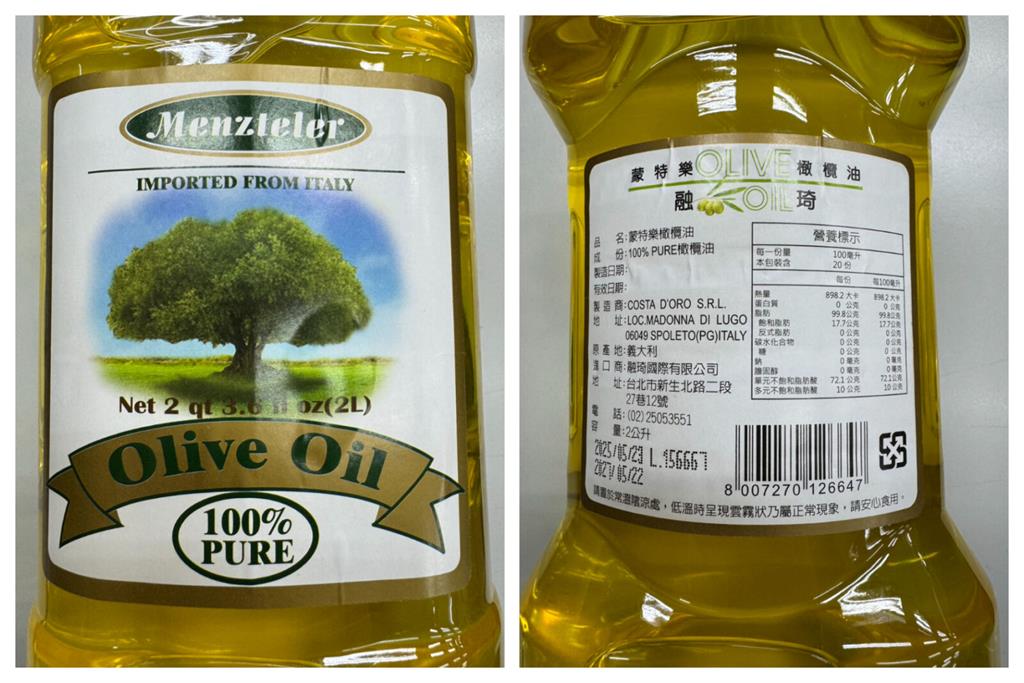 Menzteler
IMPORTED FROM ITALY
Net 2 qt 3.6 fl oz(2L)
Olive Oil
100%
PURE
蒙特樂OLIVE橄欖油
融OIL琦
品 名:蒙特樂橄欖油
成 份:100% PURE橄欖油
製造日期:
有效日期:
製 造 商:COSTA D'ORO S.R.L.
地 址:LOC.MADONNA DI LUGO
06049 SPOLETO(PG)ITALY
原 產 地:義大利
進 口 商:融琦國際有限公司
地 址:台北市新生北路二段
27巷12號
電 話:(02)25053551
容 量:2公升
2025/05/23 L.156667
2027/05/22
營養標示
每一份量 100毫升
本包裝含 20 份
每份 每100毫升
熱量 898.2 大卡 898.2 大卡
蛋白質 0 公克 0 公克
脂肪 99.8公克 99.8公克
飽和脂肪 17.7公克 17.7公克
反式脂肪 0 公克 0 公克
碳水化合物 0 公克 0 公克
糖 0 公克 0 公克
鈉 0 毫克 0 毫克
膽固醇 0 毫克 0 毫克
單元不飽和脂肪酸 72.1 公克 72.1公克
多元不飽和脂肪酸 10 公克 10 公克
8 007270 126647
請置於常溫陰涼處，低溫時呈現雲霧狀乃屬正常現象，請安心食用。